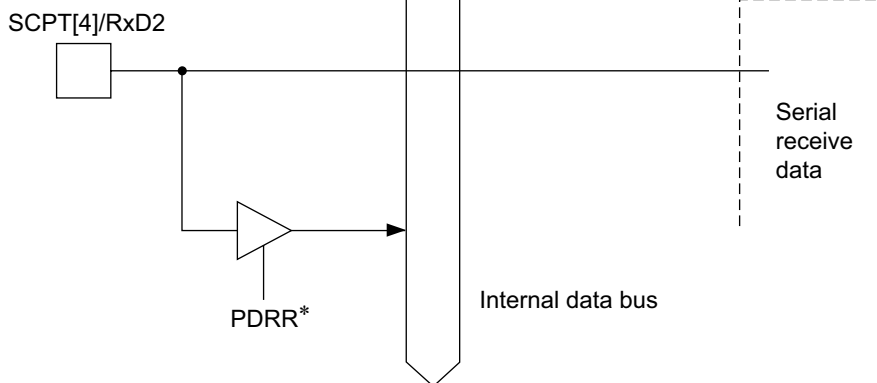 SCPT[4]/RxD2
Serial
receive
data
Internal data bus
PDRR*